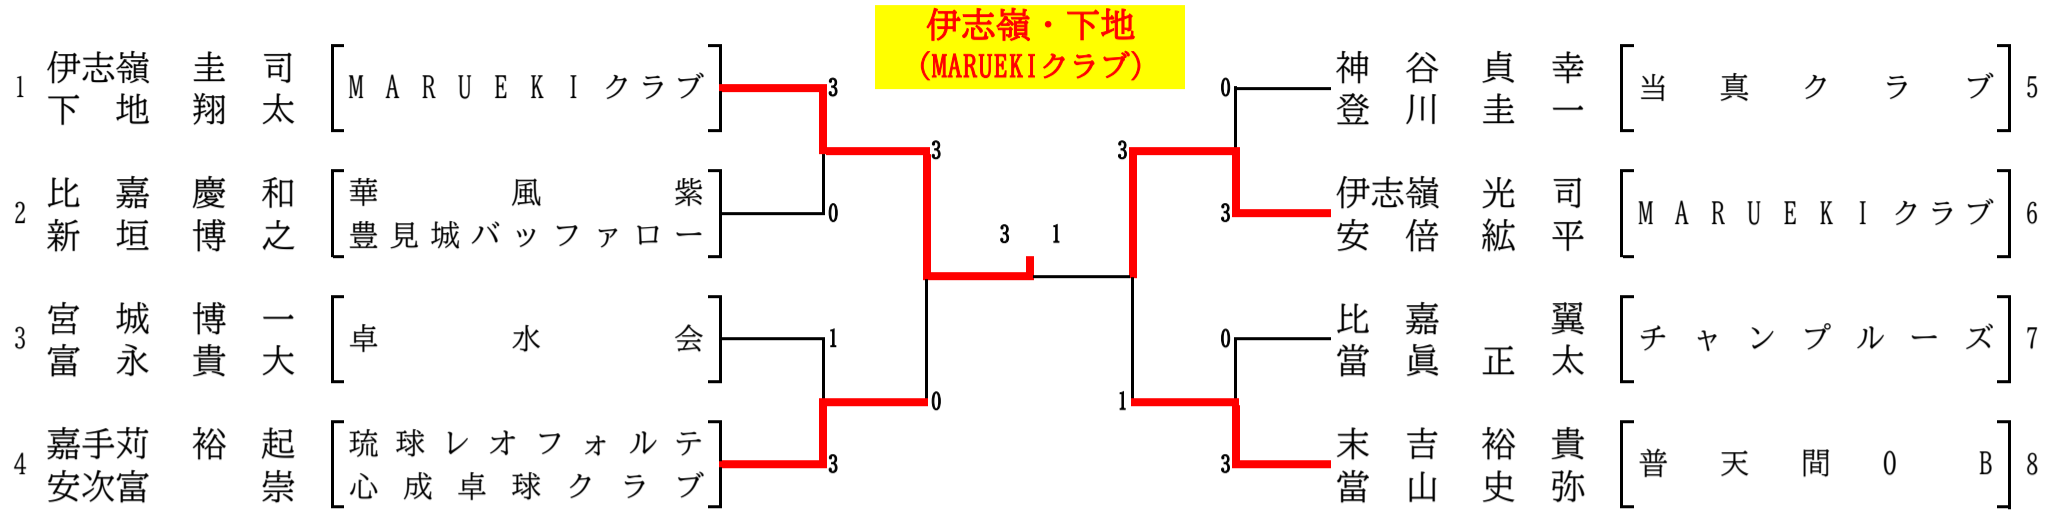 伊志嶺・下地
(MARUEKIクラブ)
1 伊志嶺 圭司 MARUEKIクラブ 3
下地 翔太
2 比嘉 慶和 華風紫 0
新垣 博之 豊見城バッファロー
3 宮城 博一 卓水会 1
富永 貴大
4 嘉手苅 裕起 琉球レオフォルテ 3
安次富 崇 心成卓球クラブ
3
0
3 1
3
1
0 神谷 貞幸 当真クラブ 5
登川 圭一
3 伊志嶺 光司 MARUEKIクラブ 6
安倍 紘平
0 比嘉 翼 チャンプルーズ 7
當眞 正太
3 末吉 裕貴 普天間OB 8
當山 史弥